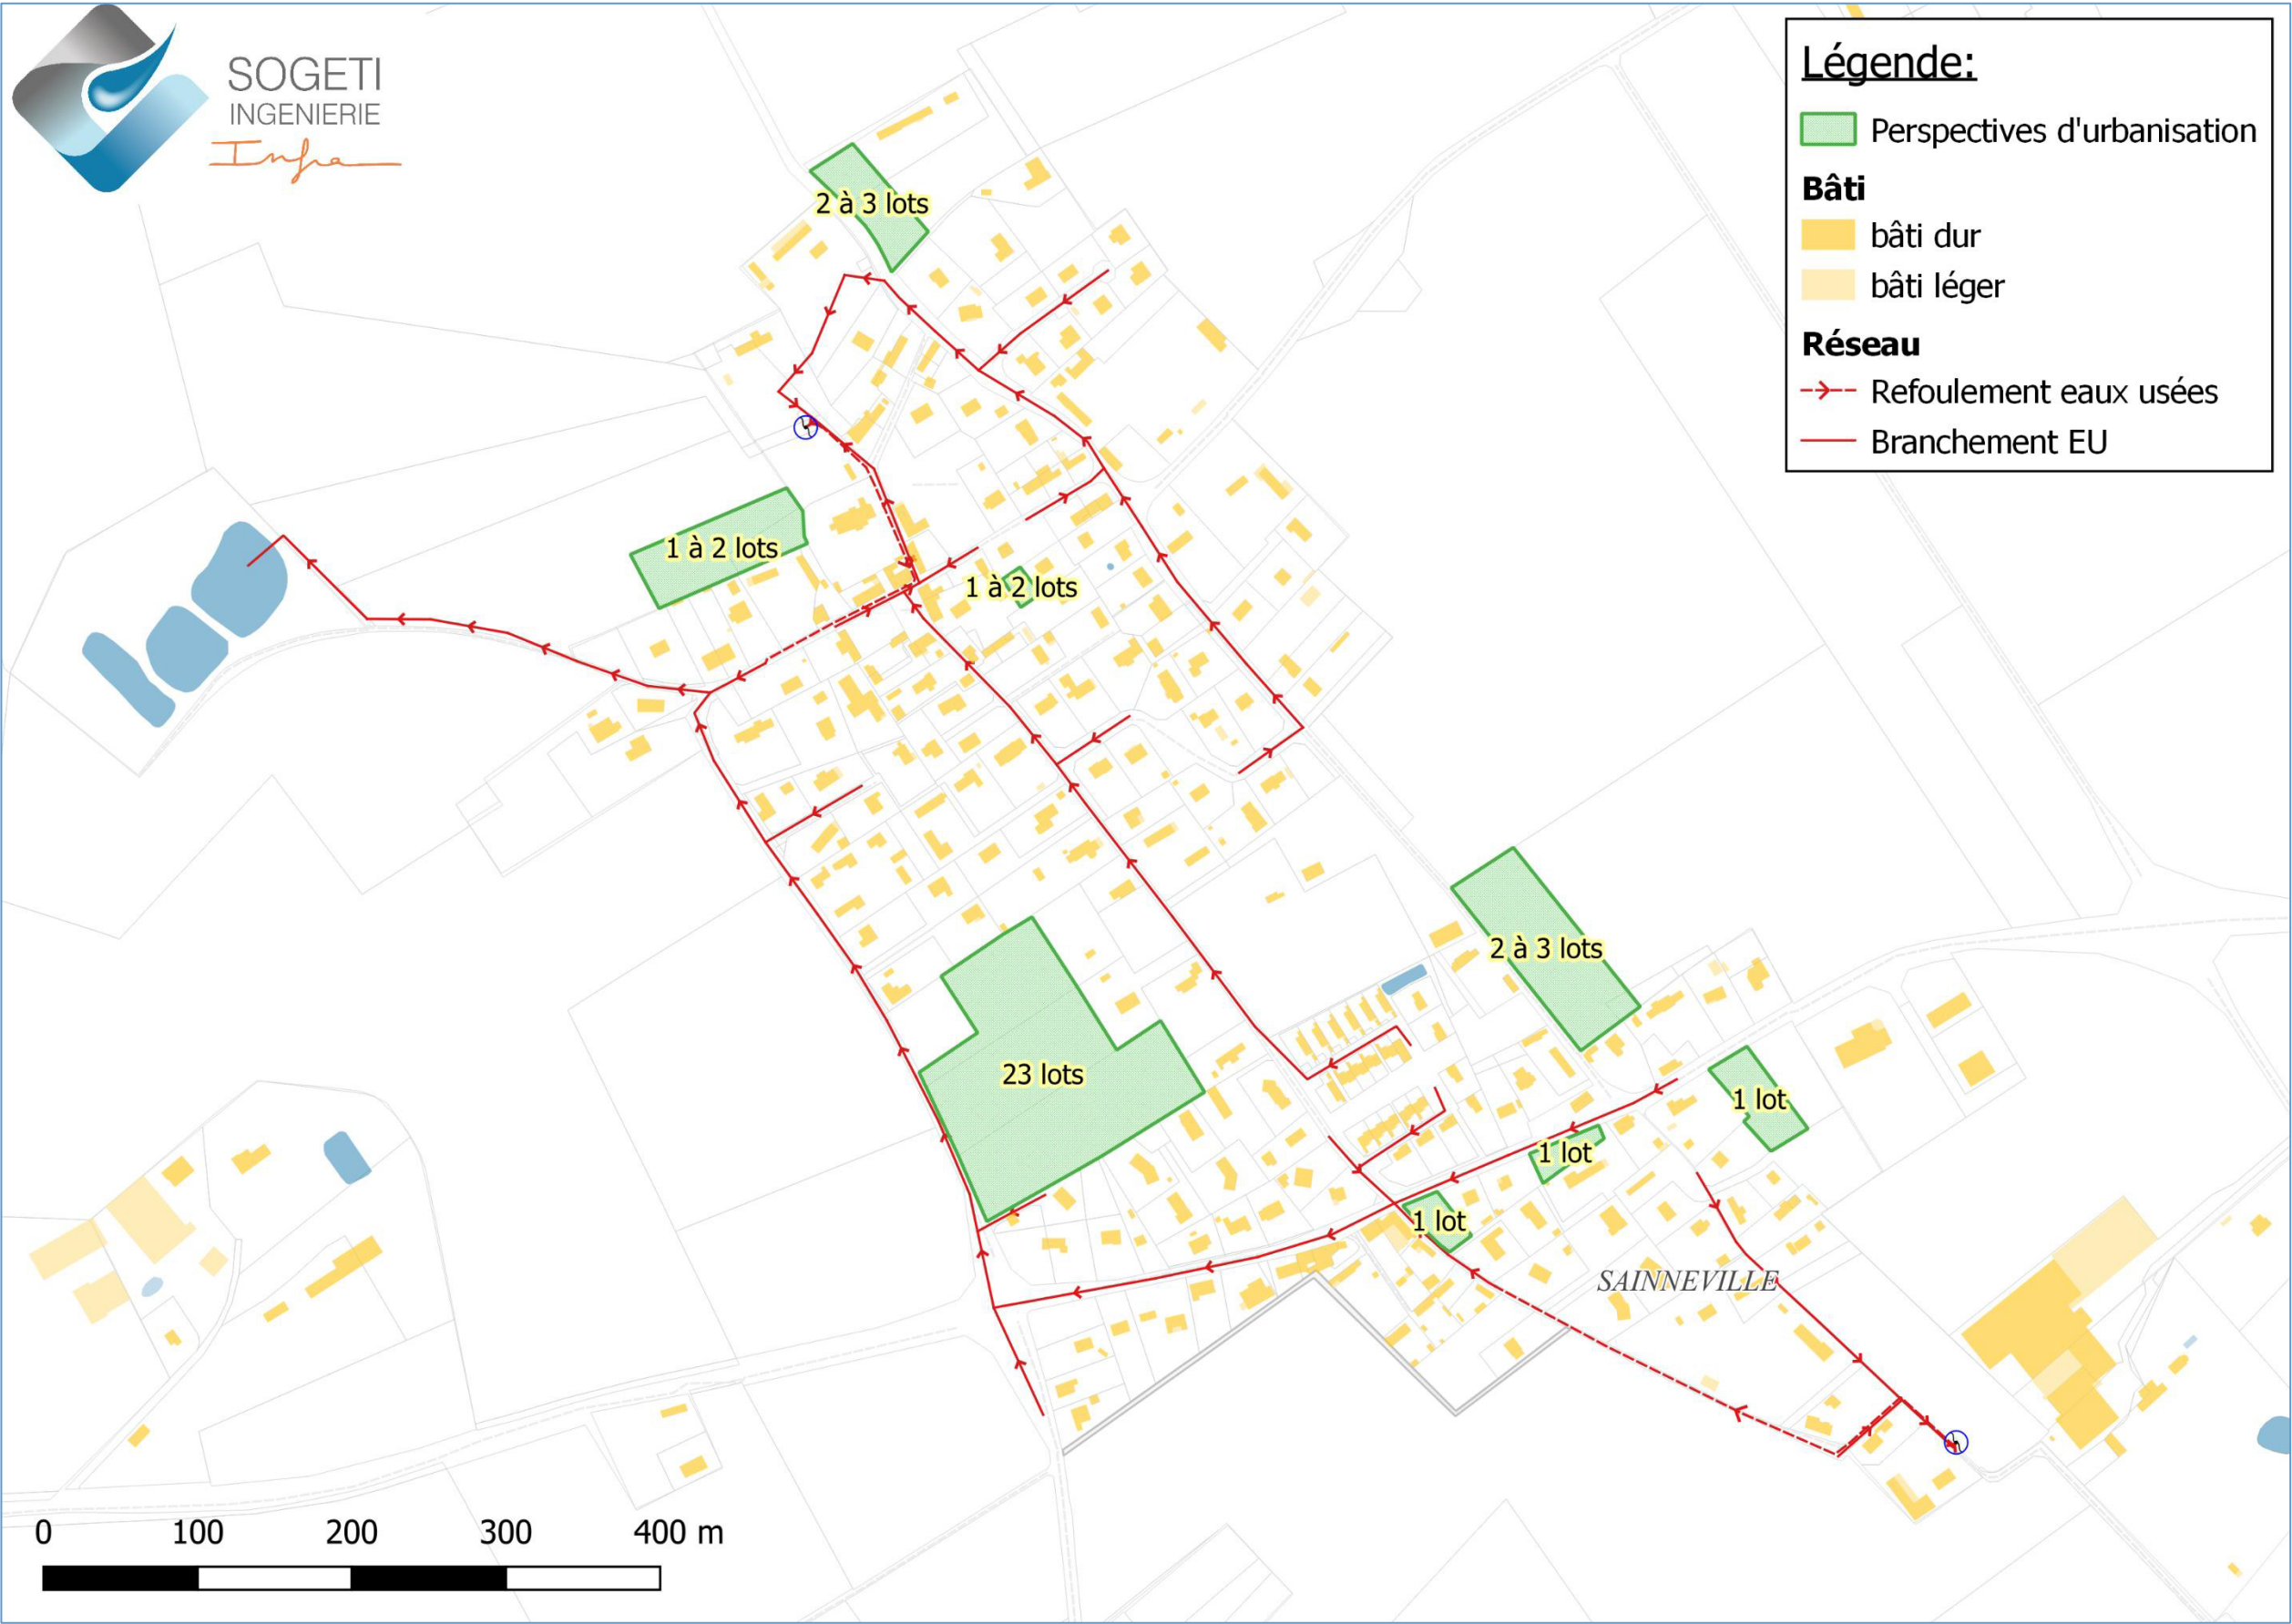 SOGETI
INGENIERIE
Infra
Légende:
Perspectives d'urbanisation
Bâti
bâti dur
bâti léger
Réseau
Refoulement eaux usées
Branchement EU
2 à 3 lots
1 à 2 lots
1 à 2 lots
2 à 3 lots
23 lots
1 lot
1 lot
1 lot
SAINNEVILLE
0 100 200 300 400 m